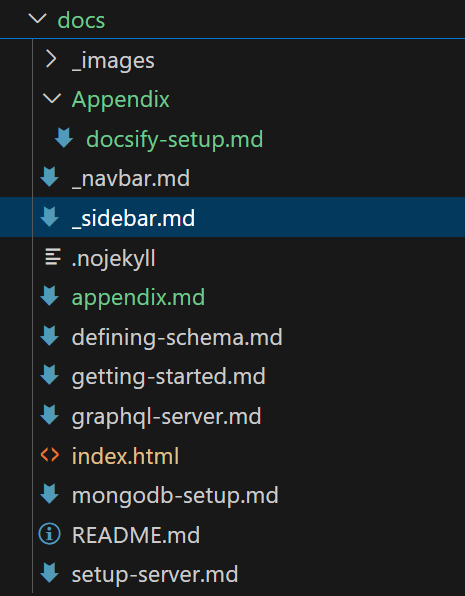 docs
_images
Appendix
docsify-setup.md
_navbar.md
_sidebar.md
.nojekyll
appendix.md
defining-schema.md
getting-started.md
graphql-server.md
index.html
mongodb-setup.md
README.md
setup-server.md